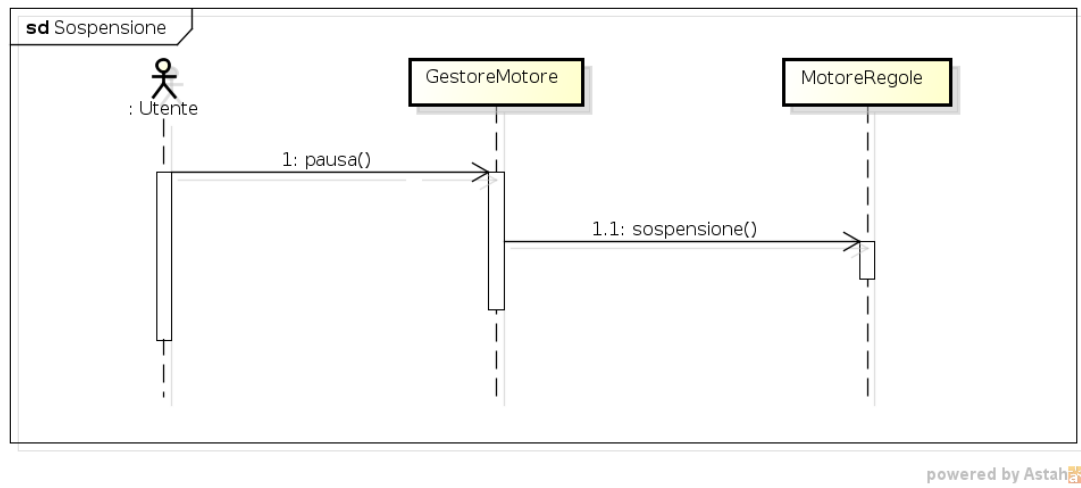 sd Sospensione
: Utente
GestoreMotore
MotoreRegole
1: pausa()
1.1: sospensione()
powered by Astah